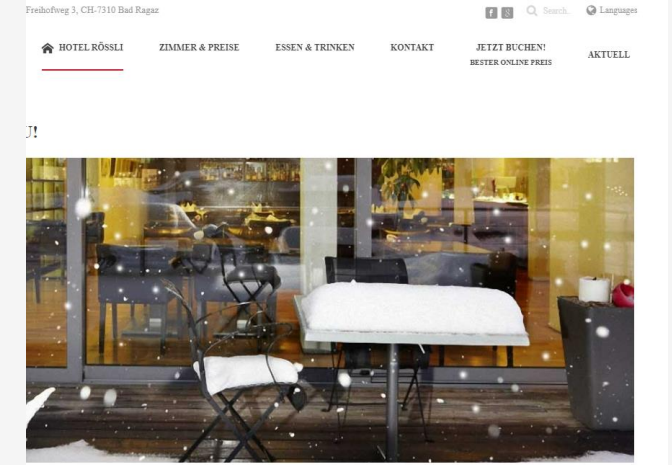 Freihofweg 3, CH-7310 Bad Ragaz
Search..
Languages
HOTEL RÖSSLI
ZIMMER & PREISE
ESSEN & TRINKEN
KONTAKT
JETZT BUCHEN!
BESTER ONLINE PREIS
AKTUELL
U!